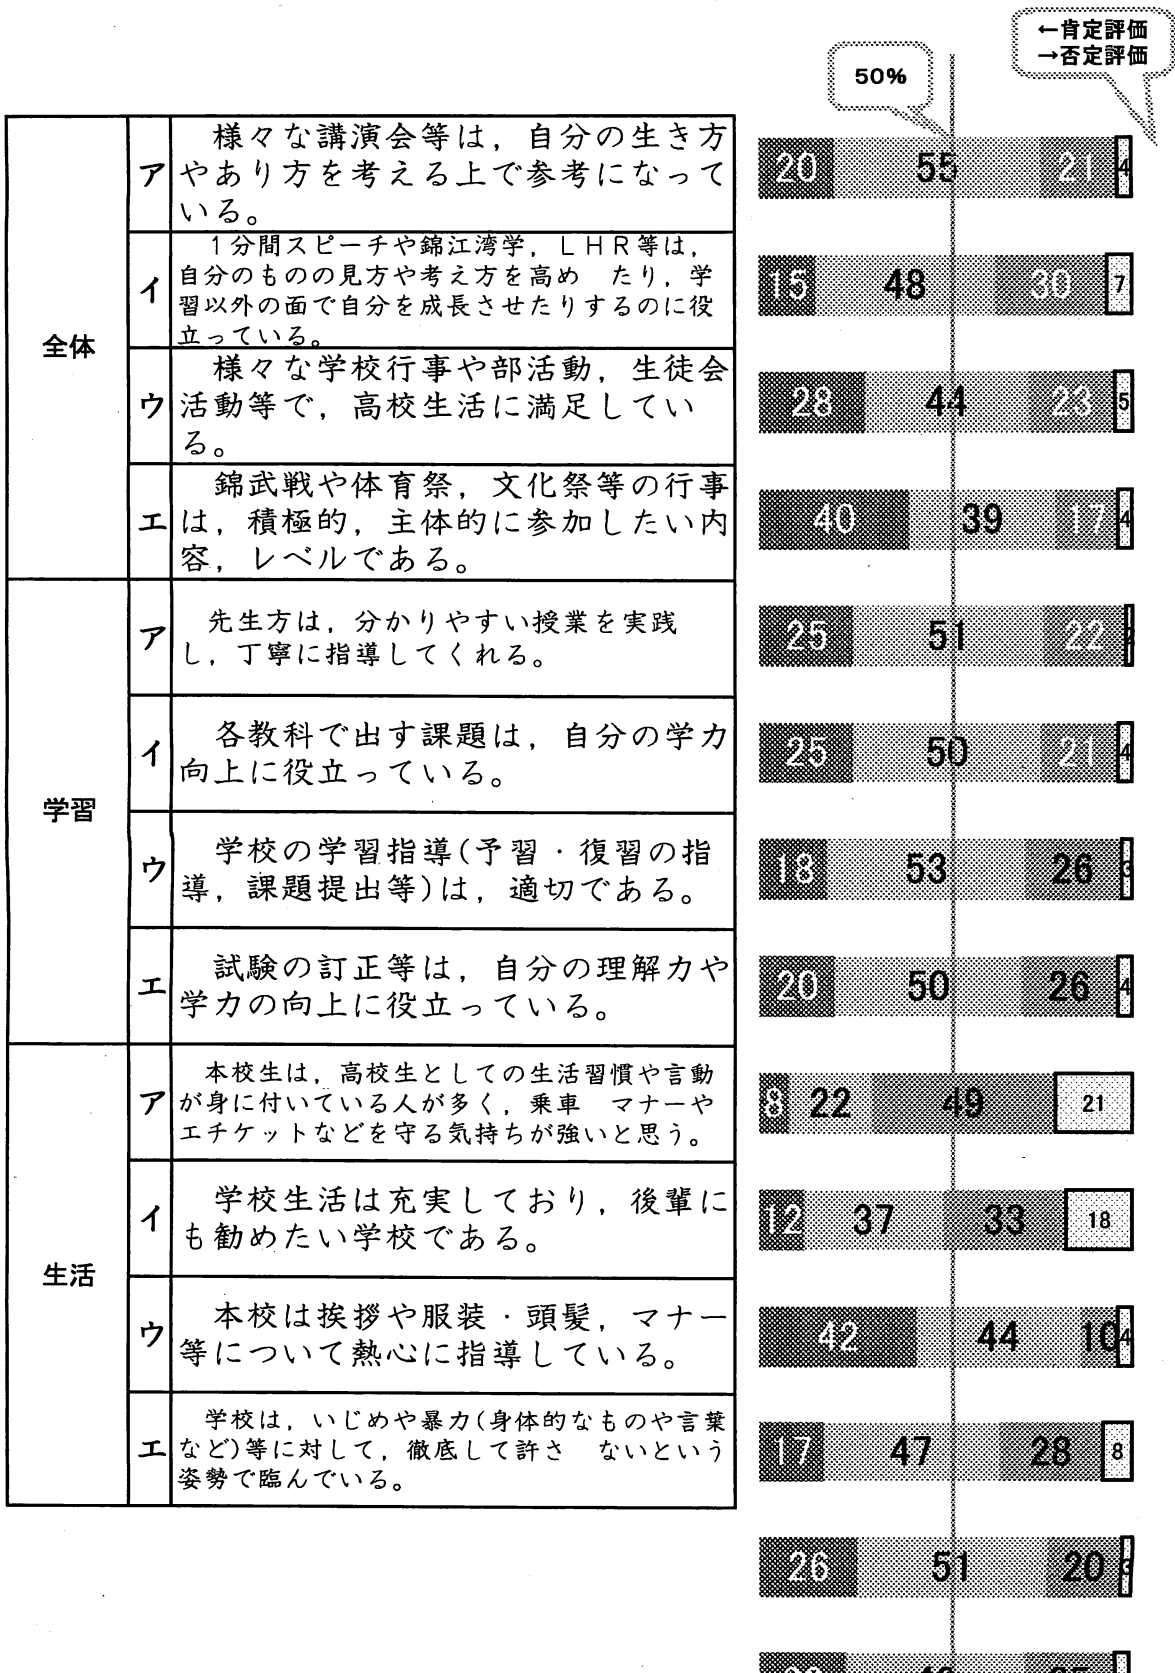 ←肯定評価
→否定評価
50%
全体
ア
様々な講演会等は，自分の生き方
やあり方を考える上で参考になって
いる。
20 55 21 4
イ
1分間スピーチや錦江湾学，LHR等は，
自分のものの見方や考え方を高め　たり，学
習以外の面で自分を成長させたりするのに役
立っている。
15 48 30 7
ウ
様々な学校行事や部活動，生徒会
活動等で，高校生活に満足してい
る。
28 44 23 5
エ
錦武戦や体育祭，文化祭等の行事
は，積極的，主体的に参加したい内
容，レベルである。
40 39 17 4
学習
ア
先生方は，分かりやすい授業を実践
し，丁寧に指導してくれる。
25 51 22
イ
各教科で出す課題は，自分の学力
向上に役立っている。
25 50 21 4
ウ
学校の学習指導(予習・復習の指
導，課題提出等)は，適切である。
18 53 26 3
エ
試験の訂正等は，自分の理解力や
学力の向上に役立っている。
20 50 26 4
生活
ア
本校生は，高校生としての生活習慣や言動
が身に付いている人が多く，乗車　マナーや
エチケットなどを守る気持ちが強いと思う。
8 22 49 21
イ
学校生活は充実しており，後輩に
も勧めたい学校である。
12 37 33 18
ウ
本校は挨拶や服装・頭髪，マナー
等について熱心に指導している。
42 44 10 4
エ
学校は，いじめや暴力(身体的なものや言葉
など)等に対して，徹底して許さ　ないという
姿勢で臨んでいる。
17 47 28 8
26 51 20 3